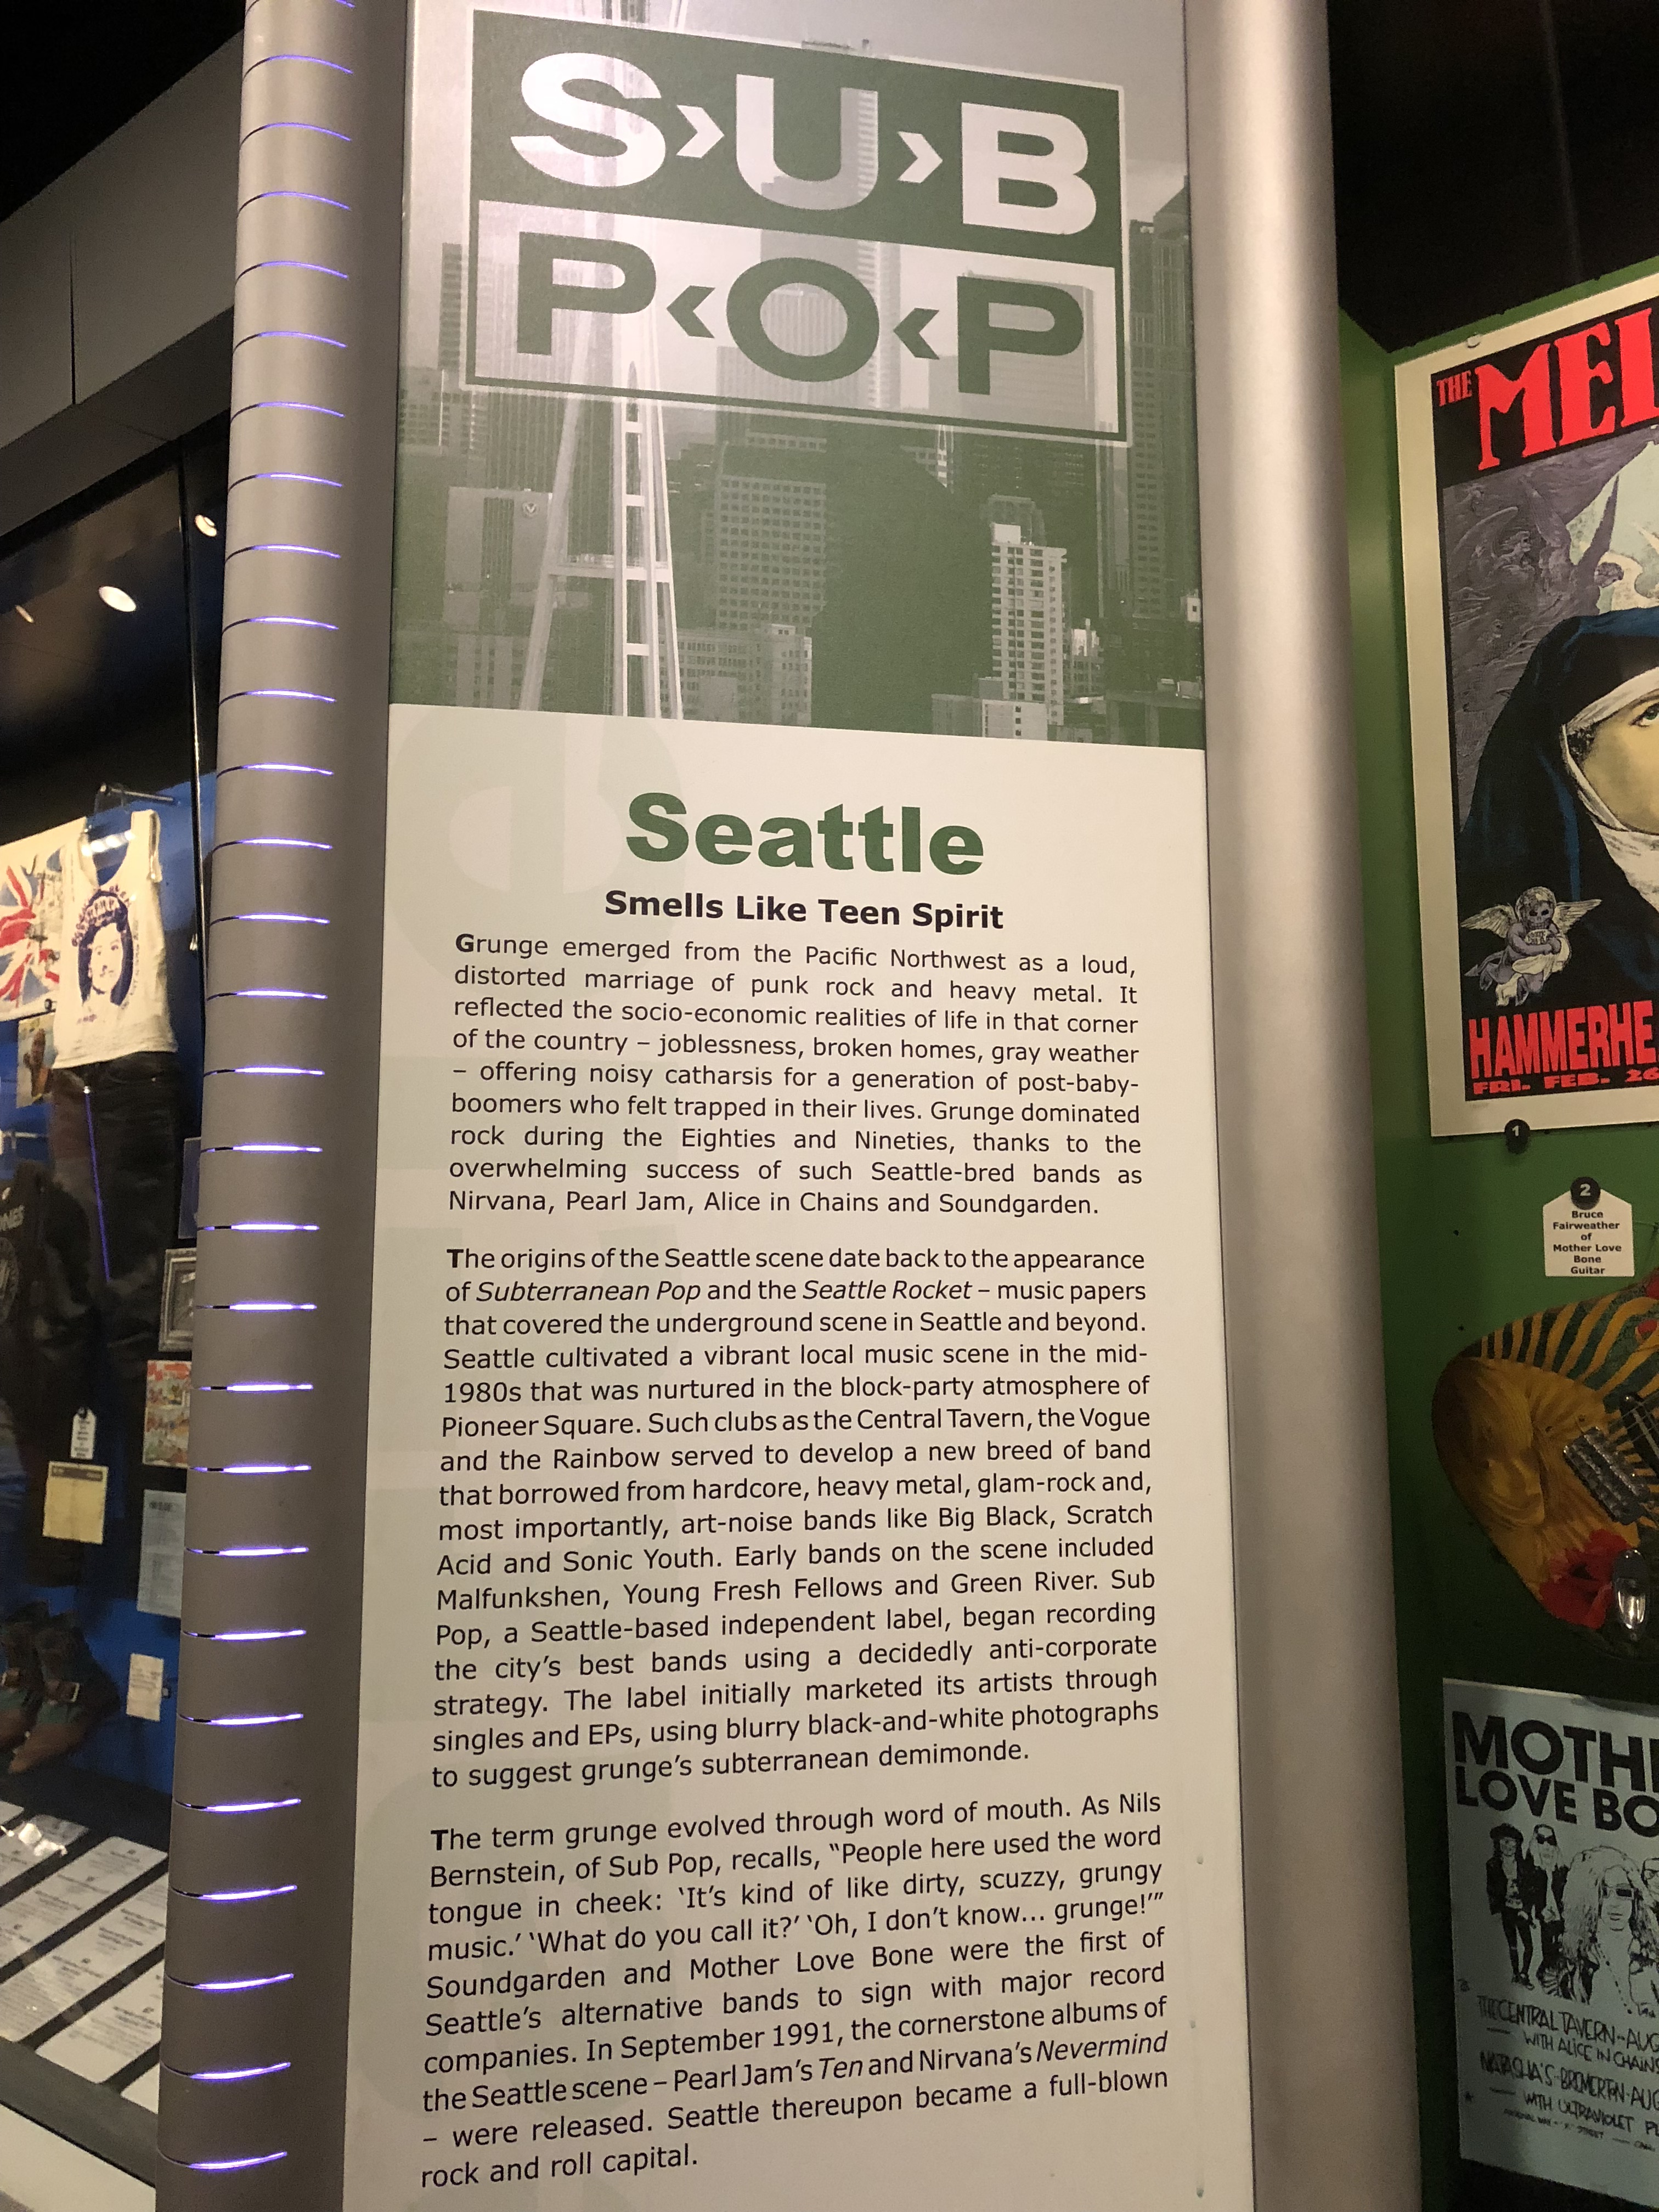 S›U›B
P‹O‹P
Seattle
Smells Like Teen Spirit
Grunge emerged from the Pacific Northwest as a loud,
distorted marriage of punk rock and heavy metal. It
reflected the socio-economic realities of life in that corner
of the country – joblessness, broken homes, gray weather
– offering noisy catharsis for a generation of post-baby-
boomers who felt trapped in their lives. Grunge dominated
rock during the Eighties and Nineties, thanks to the
overwhelming success of such Seattle-bred bands as
Nirvana, Pearl Jam, Alice in Chains and Soundgarden.
The origins of the Seattle scene date back to the appearance
of Subterranean Pop and the Seattle Rocket – music papers
that covered the underground scene in Seattle and beyond.
Seattle cultivated a vibrant local music scene in the mid-
1980s that was nurtured in the block-party atmosphere of
Pioneer Square. Such clubs as the Central Tavern, the Vogue
and the Rainbow served to develop a new breed of band
that borrowed from hardcore, heavy metal, glam-rock and,
most importantly, art-noise bands like Big Black, Scratch
Acid and Sonic Youth. Early bands on the scene included
Malfunkshen, Young Fresh Fellows and Green River. Sub
Pop, a Seattle-based independent label, began recording
the city's best bands using a decidedly anti-corporate
strategy. The label initially marketed its artists through
singles and EPs, using blurry black-and-white photographs
to suggest grunge's subterranean demimonde.
The term grunge evolved through word of mouth. As Nils
Bernstein, of Sub Pop, recalls, “People here used the word
tongue in cheek: ‘It's kind of like dirty, scuzzy, grungy
music.’ ‘What do you call it?’ ‘Oh, I don't know... grunge!’”
Soundgarden and Mother Love Bone were the first of
Seattle's alternative bands to sign with major record
companies. In September 1991, the cornerstone albums of
the Seattle scene – Pearl Jam's Ten and Nirvana's Nevermind
– were released. Seattle thereupon became a full-blown
rock and roll capital.
THE MEL
HAMMERHE
FRI. FEB. 26
1
2
Bruce
Fairweather
of
Mother Love
Bone
Guitar
MOTHE
LOVE BO
THE CENTRAL TAVERN-AUG
WITH ALICE IN CHAINS
NATASHA'S-BREMERTON-AUG
WITH ULTRAVIOLET